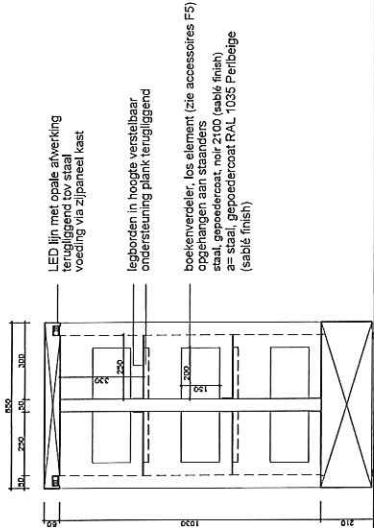 LED lijn met opale afwerking
terugliggend tov staal
voeding via zijpaneel kast
legborden in hoogte verstelbaar
ondersteuning plank terugliggend
boekenverdeler, los element (zie accessoires F5)
opgehangen aan staanders
staal, gepoedercoat, noir 2100 (sablé finish)
a= staal, gepoedercoat RAL 1035 Perlbeige
(sablé finish)
50
250
50
300
330
250
200
150
60
1030
210